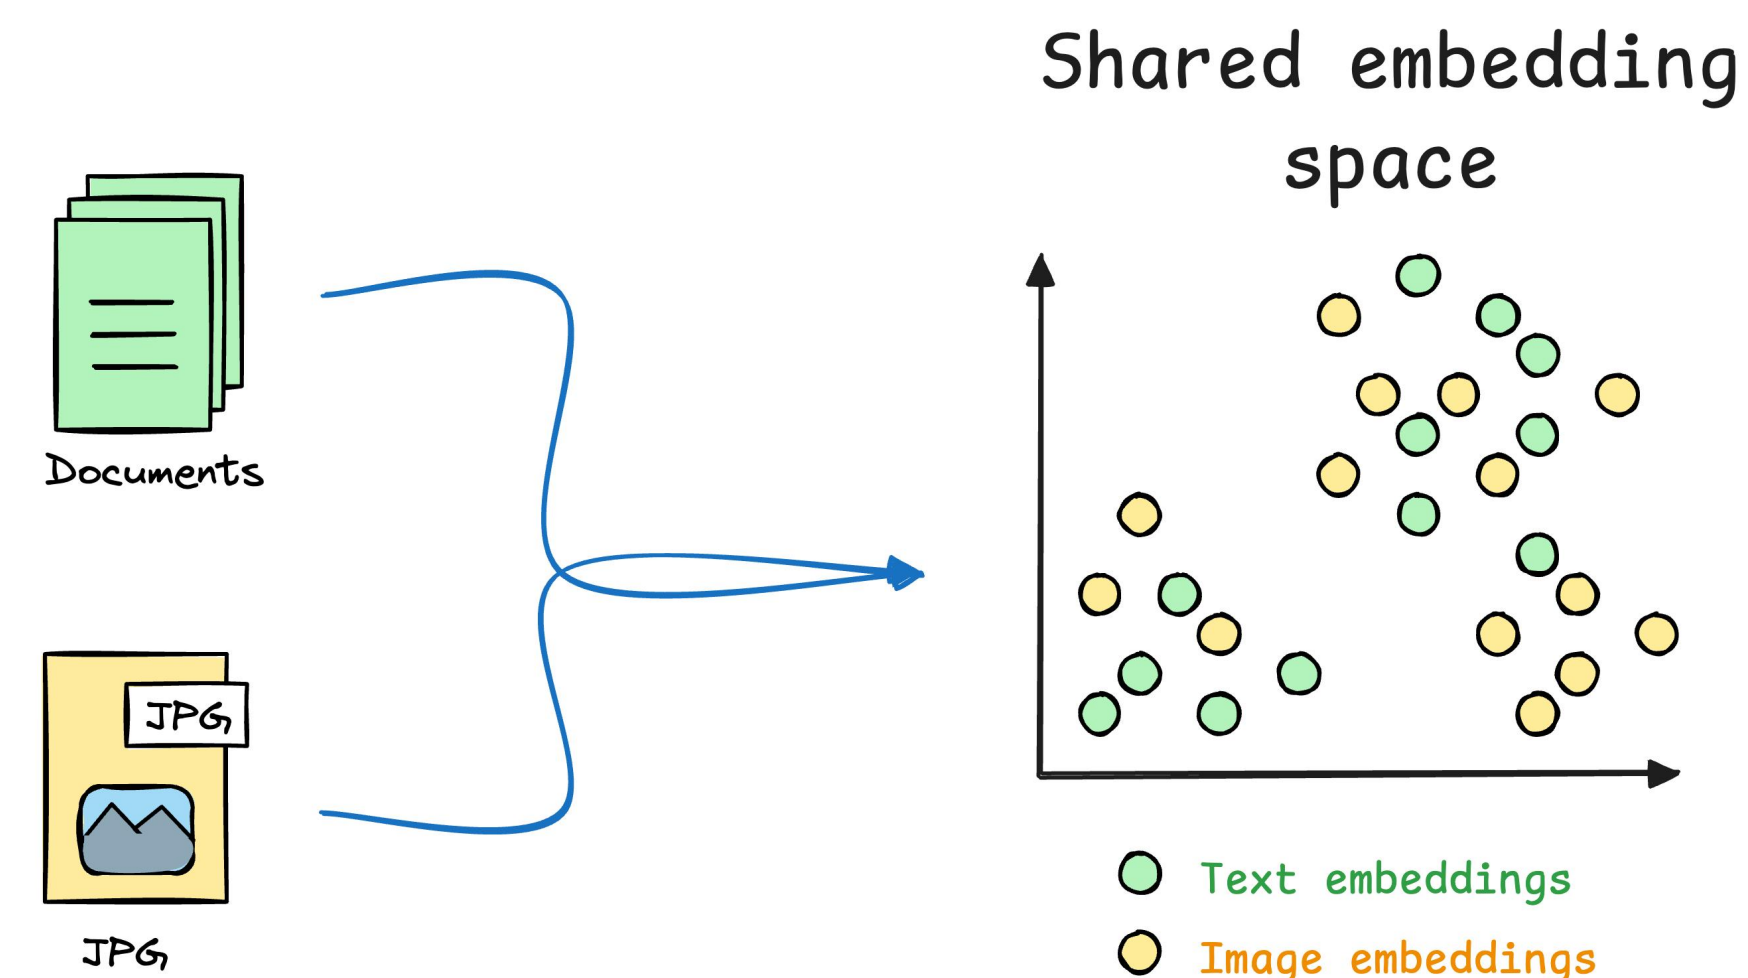 Shared embedding
space
Documents
JPG
JPG
Text embeddings
Image embeddings